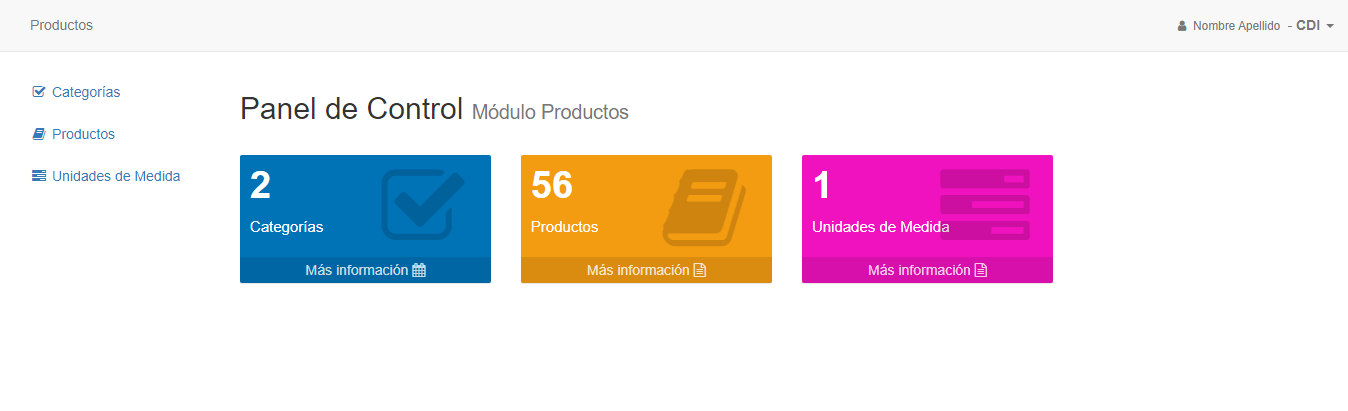 Productos
Nombre Apellido - CDI
Categorías
Productos
Unidades de Medida
Panel de Control Módulo Productos
2
Categorías
Más información
56
Productos
Más información
1
Unidades de Medida
Más información